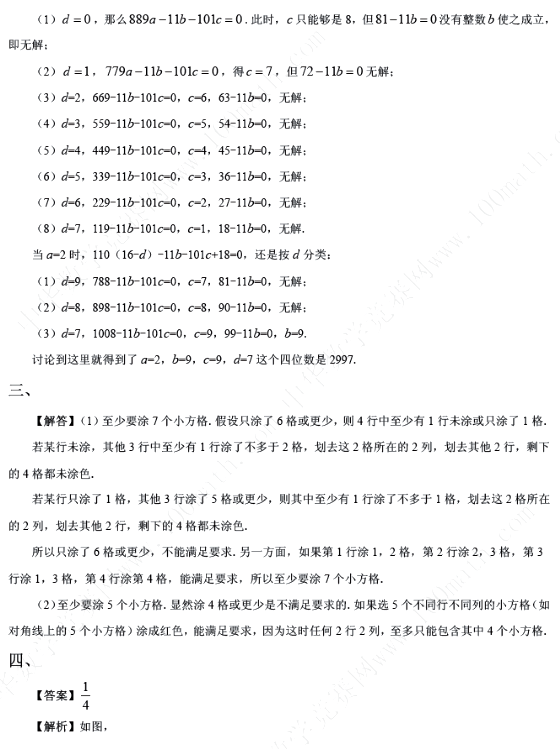 （1）d = 0，那么889a－11b－101c = 0．此时，c 只能够是 8，但81－11b = 0没有整数b 使之成立，
即无解；
（2）d =1，779a－11b－101c = 0，得c = 7，但72－11b = 0无解；
（3）d=2，669-11b-101c=0，c=6，63-11b=0，无解；
（4）d=3，559-11b-101c=0，c=5，54-11b=0，无解；
（5）d=4，449-11b-101c=0，c=4，45-11b=0，无解；
（6）d=5，339-11b-101c=0，c=3，36-11b=0，无解；
（7）d=6，229-11b-101c=0，c=2，27-11b=0，无解；
（8）d=7，119-11b-101c=0，c=1，18-11b=0，无解.
当 a=2 时，110（16-d）-11b-101c+18=0，还是按 d 分类：
（1）d=9，788-11b-101c=0，c=7，81-11b=0，无解；
（2）d=8，898-11b-101c=0，c=8，90-11b=0，无解；
（3）d=7，1008-11b-101c=0，c=9，99-11b=0，b=9.
讨论到这里就得到了 a=2，b=9，c=9，d=7 这个四位数是 2997.
三、
【解答】（1）至少要涂 7 个小方格．假设只涂了 6 格或更少，则 4 行中至少有 1 行未涂或只涂了 1 格．
若某行未涂，其他 3 行中至少有 1 行涂了不多于 2 格，划去这 2 格所在的 2 列，划去其他 2 行，剩下
的 4 格都未涂色．
若某行只涂了 1 格，其他 3 行涂了 5 格或更少，则其中至少有 1 行涂了不多于 1 格，划去这 2 格所在
的 2 列，划去其他 2 行，剩下的 4 格都未涂色．
所以只涂了 6 格或更少，不能满足要求．另一方面，如果第 1 行涂 1，2 格，第 2 行涂 2，3 格，第 3
行涂 1，3 格，第 4 行涂第 4 格，能满足要求，所以至少要涂 7 个小方格．
（2）至少要涂 5 个小方格．显然涂 4 格或更少是不满足要求的．如果选 5 个不同行不同列的小方格（如
对角线上的 5 个小方格）涂成红色，能满足要求，因为这时任何 2 行 2 列，至多只能包含其中 4 个小方格．
四、
【答案】1/4
【解析】如图，